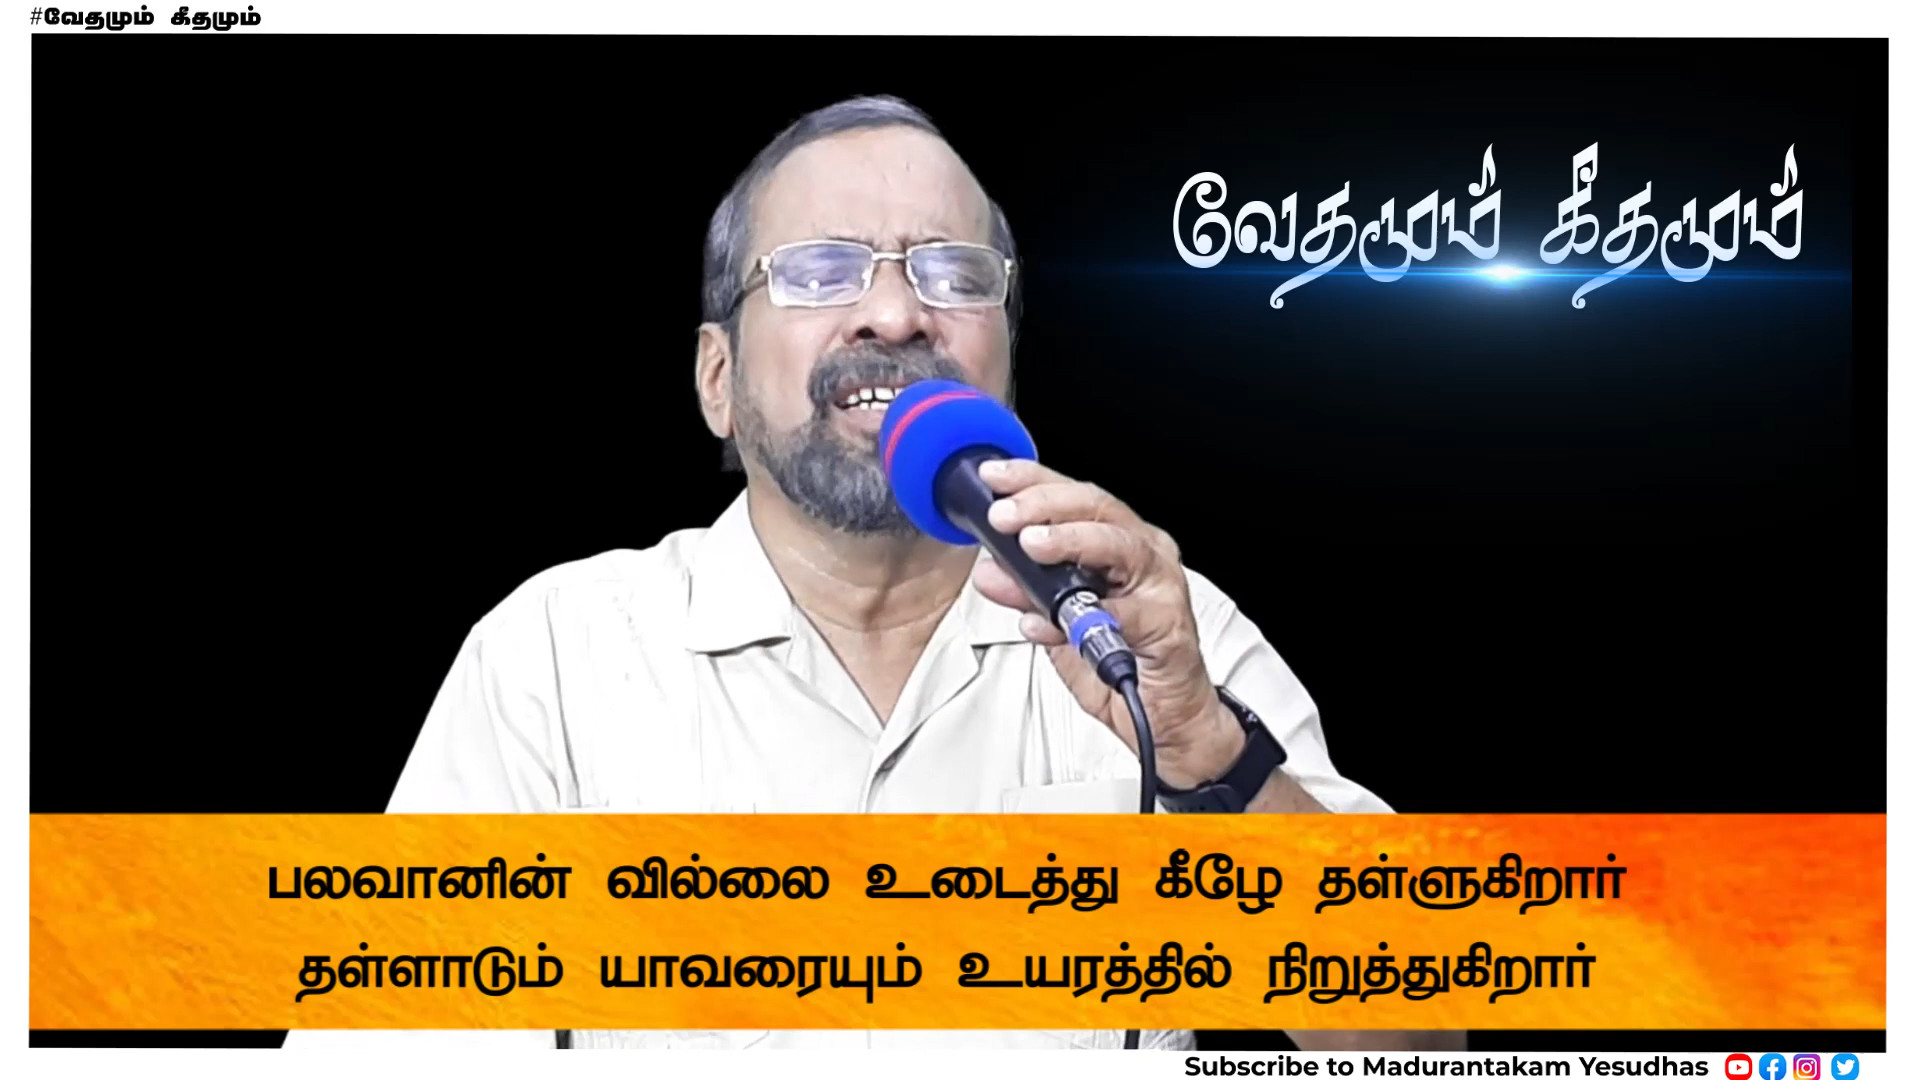 #வேதமும் கீதமும்
வேதமும் கீதமும்
பலவானின் வில்லை உடைத்து கீழே தள்ளுகிறார்
தள்ளாடும் யாவரையும் உயரத்தில் நிறுத்துகிறார்
Subscribe to Madurantakam Yesudhas